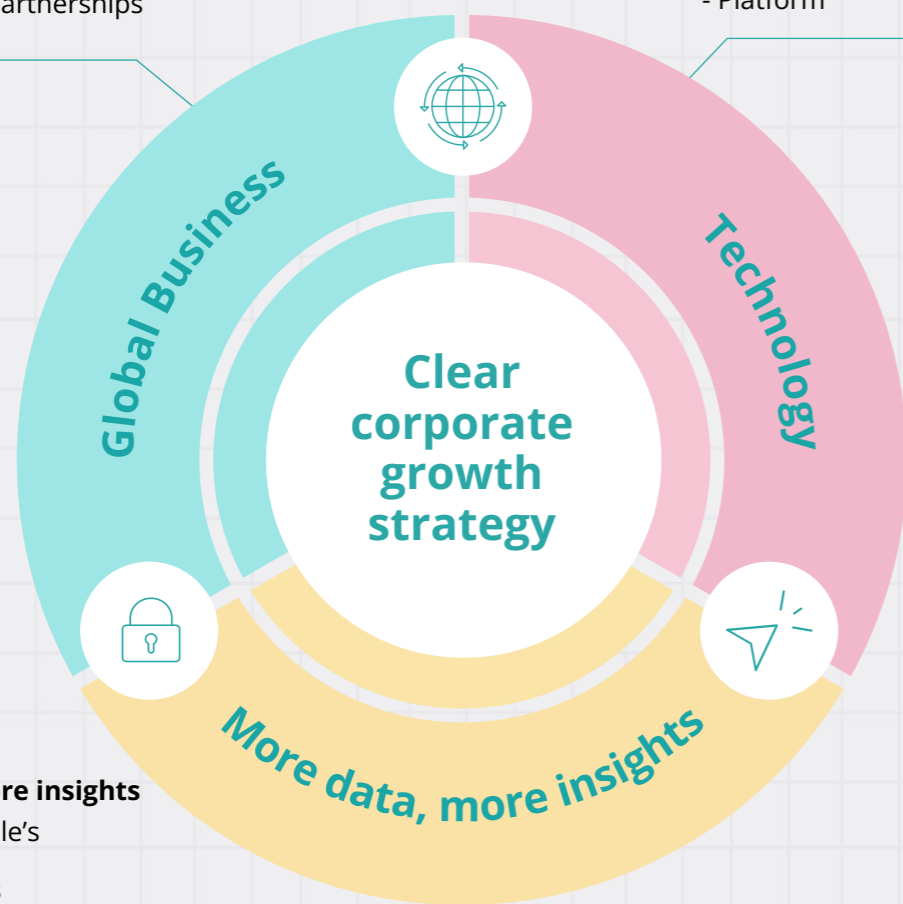 artnerships
- Platform
Global Business
Technology
Clear
corporate
growth
strategy
More data, more insights
re insights
le's